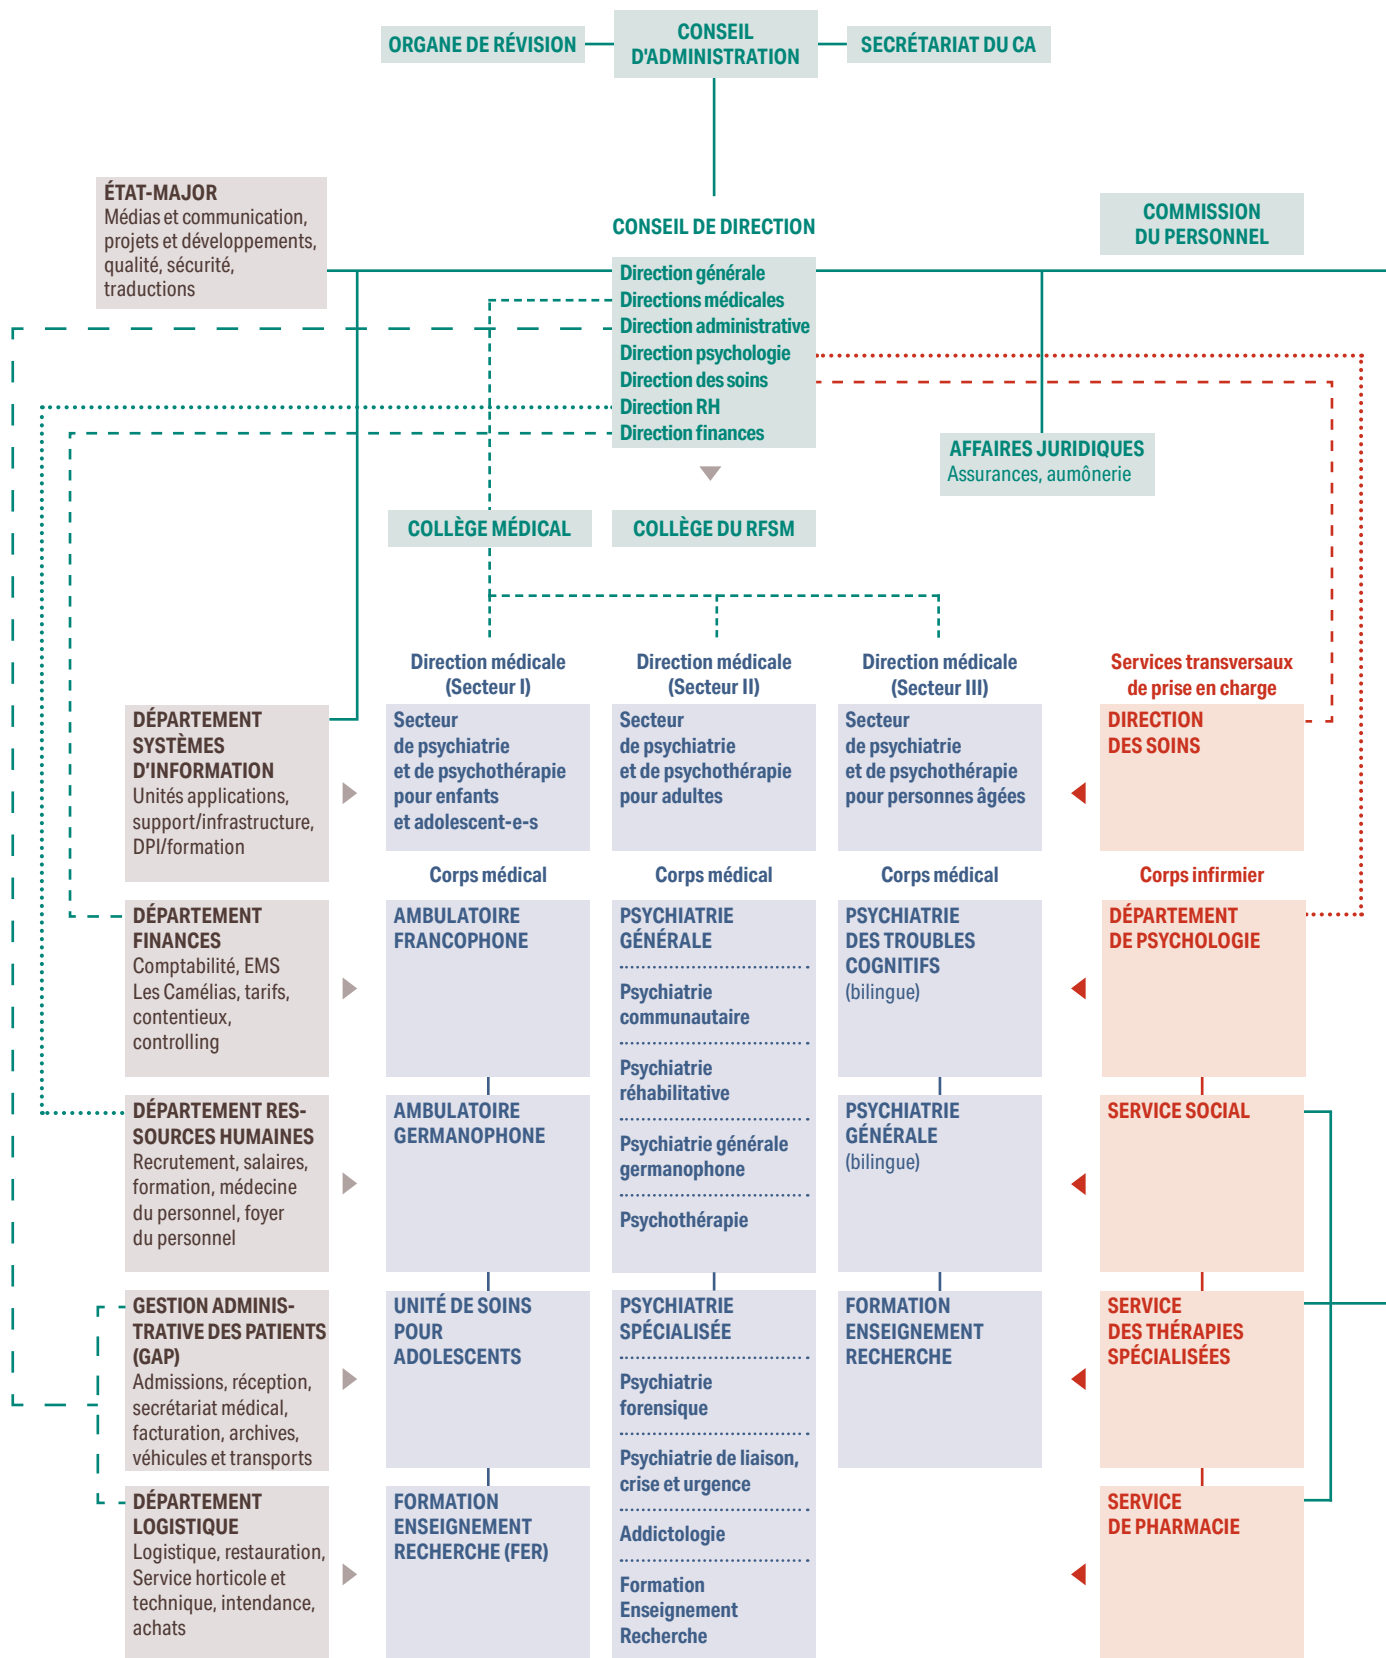 ORGANE DE RÉVISION
CONSEIL
D'ADMINISTRATION
SECRÉTARIAT DU CA
ÉTAT-MAJOR
Médias et communication,
projets et développements,
qualité, sécurité,
traductions
CONSEIL DE DIRECTION
Direction générale
Directions médicales
Direction administrative
Direction psychologie
Direction des soins
Direction RH
Direction finances
COMMISSION
DU PERSONNEL
AFFAIRES JURIDIQUES
Assurances, aumônerie
COLLÈGE MÉDICAL
COLLÈGE DU RFSM
Direction médicale
(Secteur I)
Direction médicale
(Secteur II)
Direction médicale
(Secteur III)
Services transversaux
de prise en charge
DÉPARTEMENT
SYSTÈMES
D'INFORMATION
Unités applications,
support/infrastructure,
DPI/formation
Secteur
de psychiatrie
et de psychothérapie
pour enfants
et adolescent-e-s
Secteur
de psychiatrie
et de psychothérapie
pour adultes
Secteur
de psychiatrie
et de psychothérapie
pour personnes âgées
DIRECTION
DES SOINS
Corps médical
Corps médical
Corps médical
Corps infirmier
DÉPARTEMENT
FINANCES
Comptabilité, EMS
Les Camélias, tarifs,
contentieux,
controlling
AMBULATOIRE
FRANCOPHONE
PSYCHIATRIE
GÉNÉRALE
Psychiatrie
communautaire
Psychiatrie
réhabilitative
Psychiatrie générale
germanophone
Psychothérapie
PSYCHIATRIE
DES TROUBLES
COGNITIFS
(bilingue)
DÉPARTEMENT
DE PSYCHOLOGIE
DÉPARTEMENT RES-
SOURCES HUMAINES
Recrutement, salaires,
formation, médecine
du personnel, foyer
du personnel
AMBULATOIRE
GERMANOPHONE
PSYCHIATRIE
GÉNÉRALE
(bilingue)
SERVICE SOCIAL
GESTION ADMINIS-
TRATIVE DES PATIENTS
(GAP)
Admissions, réception,
secrétariat médical,
facturation, archives,
véhicules et transports
UNITÉ DE SOINS
POUR
ADOLESCENTS
PSYCHIATRIE
SPÉCIALISÉE
Psychiatrie
forensique
Psychiatrie de liaison,
crise et urgence
Addictologie
Formation
Enseignement
Recherche
FORMATION
ENSEIGNEMENT
RECHERCHE
SERVICE
DES THÉRAPIES
SPÉCIALISÉES
DÉPARTEMENT
LOGISTIQUE
Logistique, restauration,
Service horticole et
technique, intendance,
achats
FORMATION
ENSEIGNEMENT
RECHERCHE (FER)
SERVICE
DE PHARMACIE